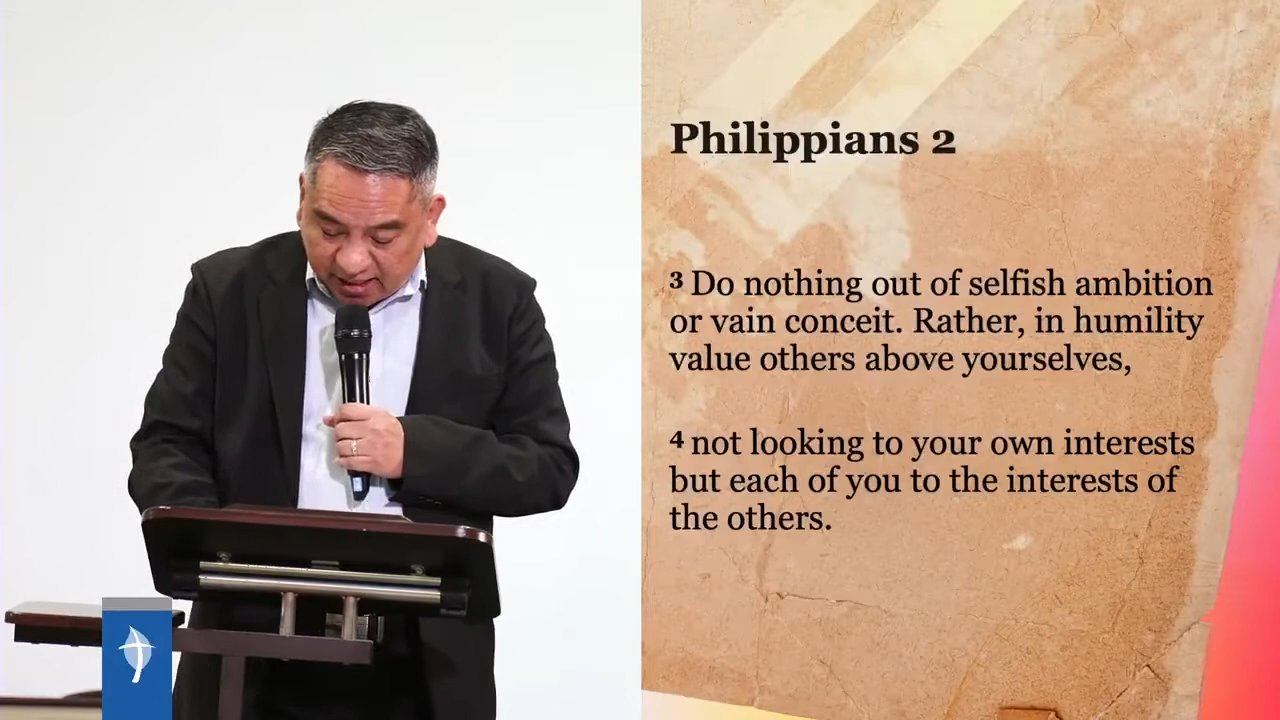 Philippians 2
3 Do nothing out of selfish ambition
or vain conceit. Rather, in humility
value others above yourselves,
4 not looking to your own interests
but each of you to the interests of
the others.